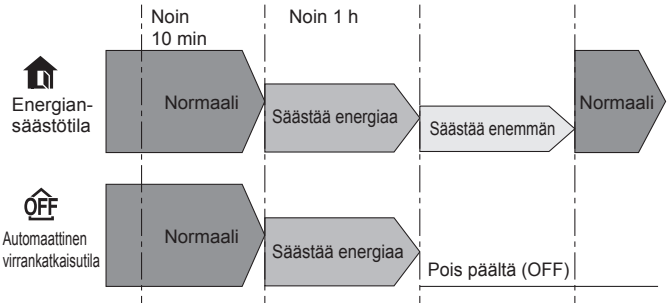 Noin
10 min
Noin 1 h
Energian-
säästötila
Normaali
Säästää energiaa
Säästää enemmän
Normaali
OFF
Automaattinen
virrankatkaisutila
Normaali
Säästää energiaa
Pois päältä (OFF)